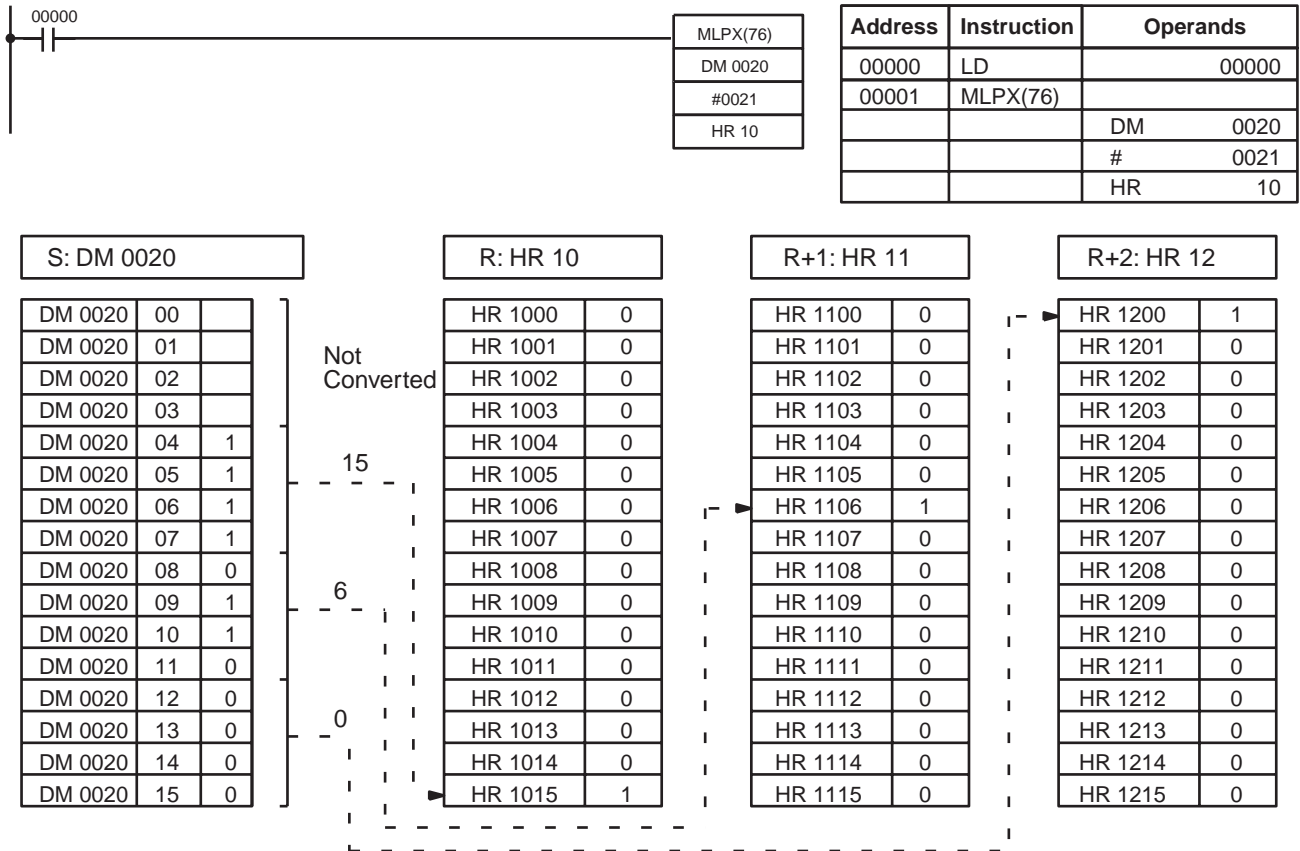 00000
MLPX(76)
DM 0020
#0021
HR 10
Address Instruction Operands
00000 LD 00000
00001 MLPX(76)
DM 0020
# 0021
HR 10
S: DM 0020 R: HR 10 R+1: HR 11 R+2: HR 12
DM 0020 00 HR 1000 0 HR 1100 0 HR 1200 1
DM 0020 01 HR 1001 0 HR 1101 0 HR 1201 0
Not
Converted
DM 0020 02 HR 1002 0 HR 1102 0 HR 1202 0
DM 0020 03 HR 1003 0 HR 1103 0 HR 1203 0
DM 0020 04 1 HR 1004 0 HR 1104 0 HR 1204 0
DM 0020 05 1 15 HR 1005 0 HR 1105 0 HR 1205 0
DM 0020 06 1 HR 1006 0 HR 1106 1 HR 1206 0
DM 0020 07 1 HR 1007 0 HR 1107 0 HR 1207 0
DM 0020 08 0 HR 1008 0 HR 1108 0 HR 1208 0
DM 0020 09 1 6 HR 1009 0 HR 1109 0 HR 1209 0
DM 0020 10 1 HR 1010 0 HR 1110 0 HR 1210 0
DM 0020 11 0 HR 1011 0 HR 1111 0 HR 1211 0
DM 0020 12 0 HR 1012 0 HR 1112 0 HR 1212 0
DM 0020 13 0 0 HR 1013 0 HR 1113 0 HR 1213 0
DM 0020 14 0 HR 1014 0 HR 1114 0 HR 1214 0
DM 0020 15 0 HR 1015 1 HR 1115 0 HR 1215 0